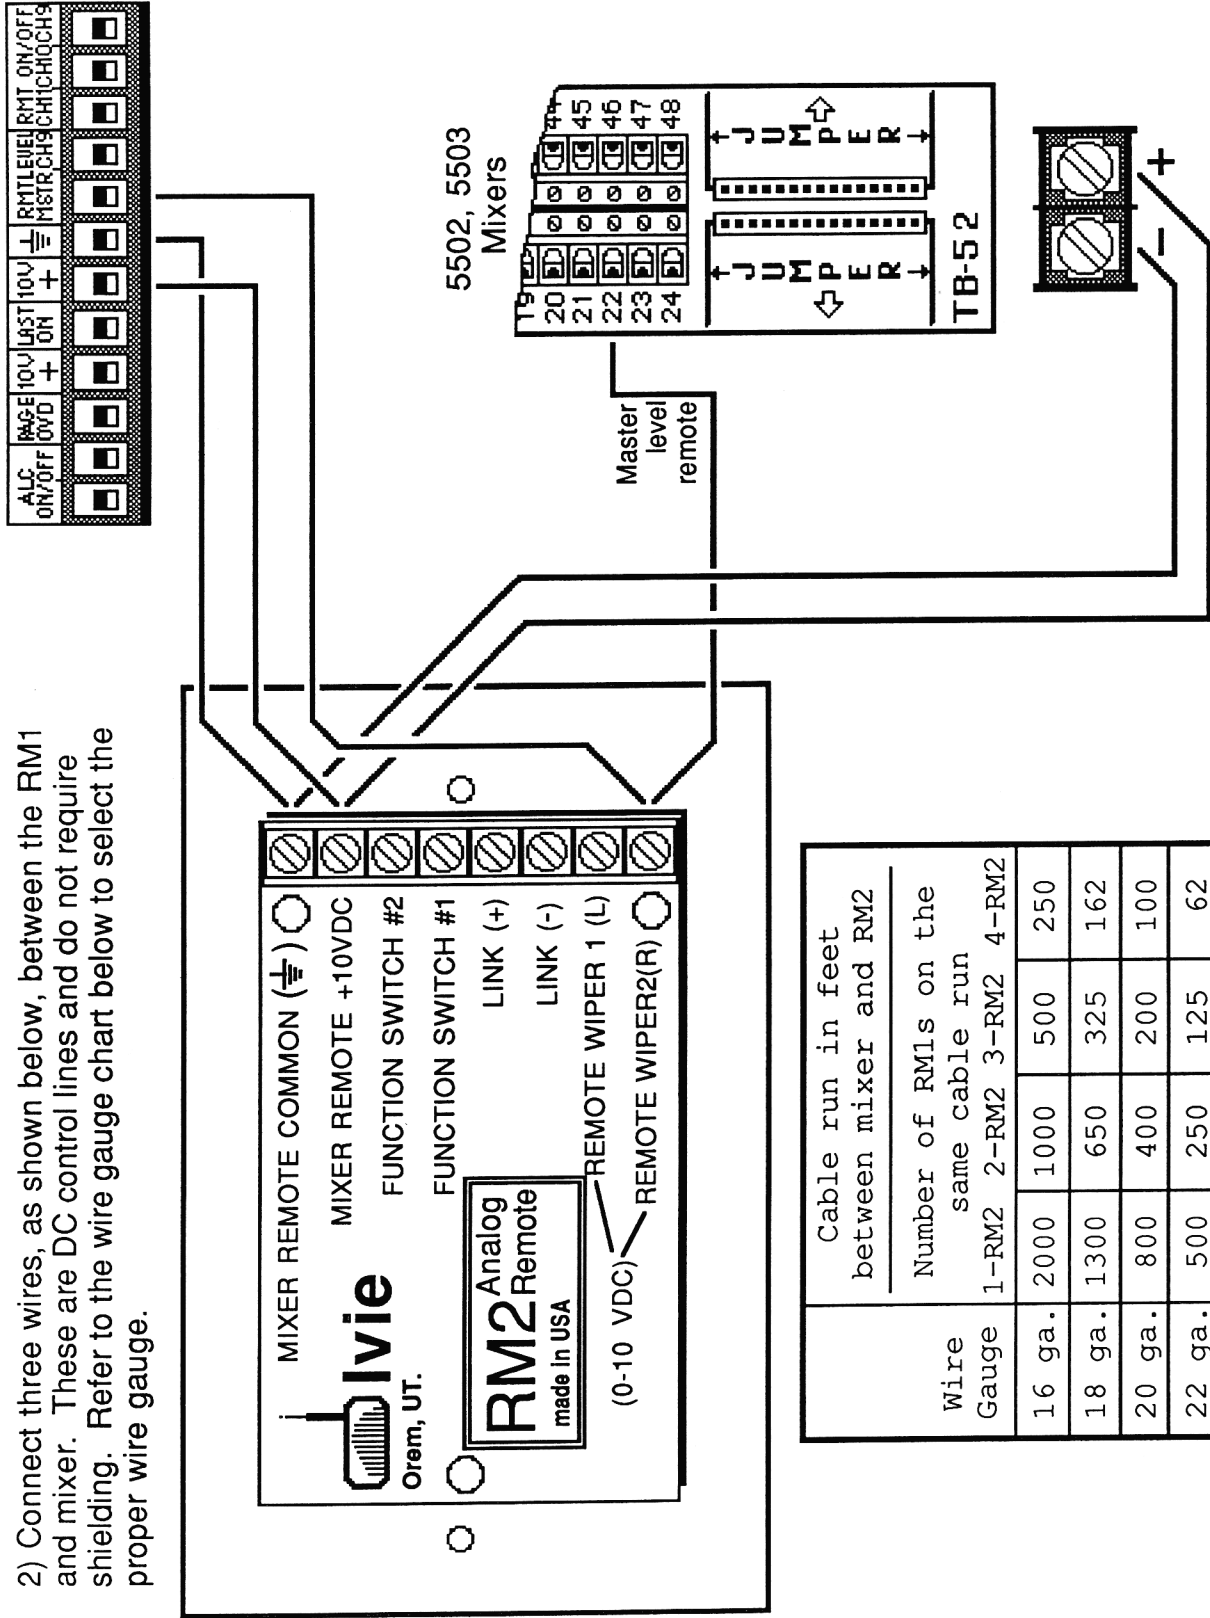 2) Connect three wires, as shown below, between the RM1
and mixer. These are DC control lines and do not require
shielding. Refer to the wire gauge chart below to select the
proper wire gauge.
ALC PAGE 10V LAST 10V ⏚ RMTLEVEL RMT ON/OFF
ON/OFF OVD + ON + MSTR CH9 CH11CH10CH9
Ivie
Orem, UT.
RM2 Analog
Remote
made in USA
MIXER REMOTE COMMON (⏚)
MIXER REMOTE +10VDC
FUNCTION SWITCH #2
FUNCTION SWITCH #1
LINK (+)
LINK (-)
REMOTE WIPER 1 (L)
(0-10 VDC)
REMOTE WIPER2(R)
5502, 5503
Mixers
19
20
21
22
23
24
44
45
46
47
48
JUMPER
JUMPER
TB-52
Master
level
remote
- +
Cable run in feet
between mixer and RM2
Number of RM1s on the
same cable run
Wire
Gauge 1-RM2 2-RM2 3-RM2 4-RM2
16 ga. 2000 1000 500 250
18 ga. 1300 650 325 162
20 ga. 800 400 200 100
22 ga. 500 250 125 62